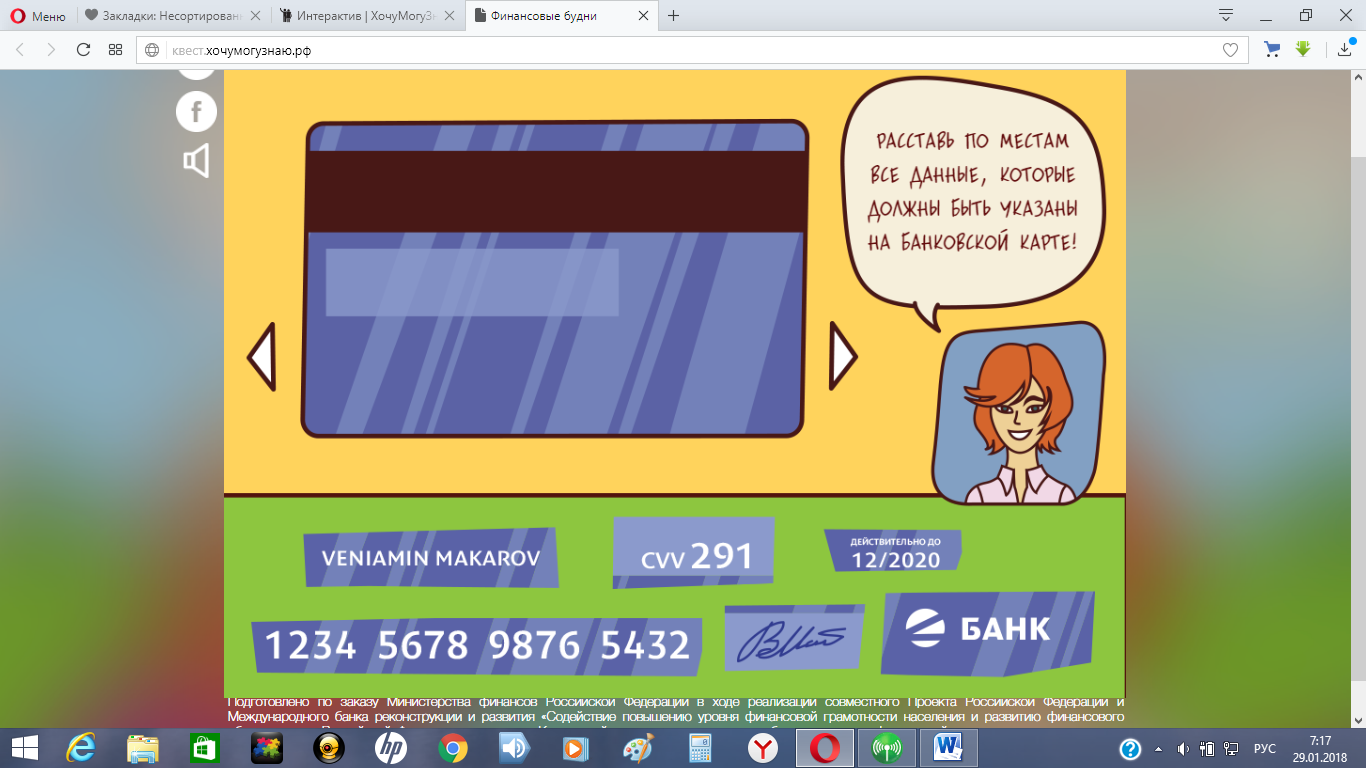 Меню
Закладки: Несортирован
Интерактив | ХочуМогуЗн
Финансовые будни
квест.хочумогузнаю.рф
f
РАССТАВЬ ПО МЕСТАМ
ВСЕ ДАННЫЕ, КОТОРЫЕ
ДОЛЖНЫ БЫТЬ УКАЗАНЫ
НА БАНКОВСКОЙ КАРТЕ!
VENIAMIN MAKAROV
CVV 291
ДЕЙСТВИТЕЛЬНО ДО
12/2020
1234 5678 9876 5432
БАНК
Подготовлено по заказу Министерства финансов Российской Федерации в ходе реализации совместного Проекта Российской Федерации и
Международного банка реконструкции и развития «Содействие повышению уровня финансовой грамотности населения и развитию финансового
РУС
7:17
29.01.2018